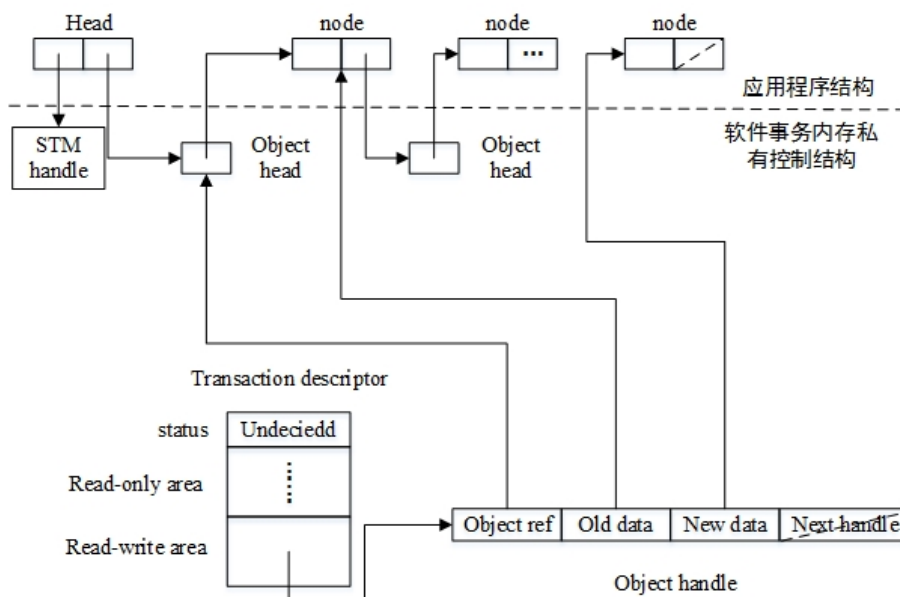 Head
node
node
node
...
应用程序结构
STM
handle
Object
head
Object
head
软件事务内存私
有控制结构
Transaction descriptor
status
Undeciedd
Read-only area
Read-write area
Object ref
Old data
New data
Next handle
Object handle